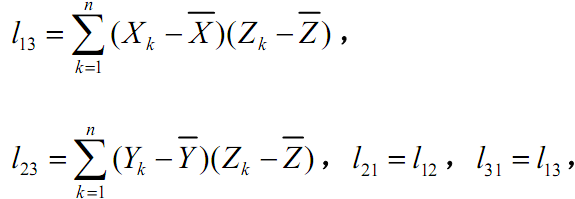 $l_{13} = \sum_{k=1}^{n} (X_k - \overline{X})(Z_k - \overline{Z})$，
$l_{23} = \sum_{k=1}^{n} (Y_k - \overline{Y})(Z_k - \overline{Z})$，$l_{21} = l_{12}$，$l_{31} = l_{13}$，